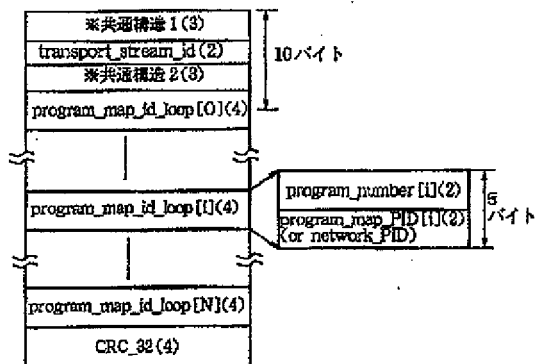 ※共通構造1(3)
transport_stream_id(2)
※共通構造2(3)
program_map_id_loop[0](4)
10バイト
program_map_id_loop[i](4)
program_number[i](2)
program_map_PID[i](2)
(or network_PID)
バイト
program_map_id_loop[N](4)
CRC_32(4)